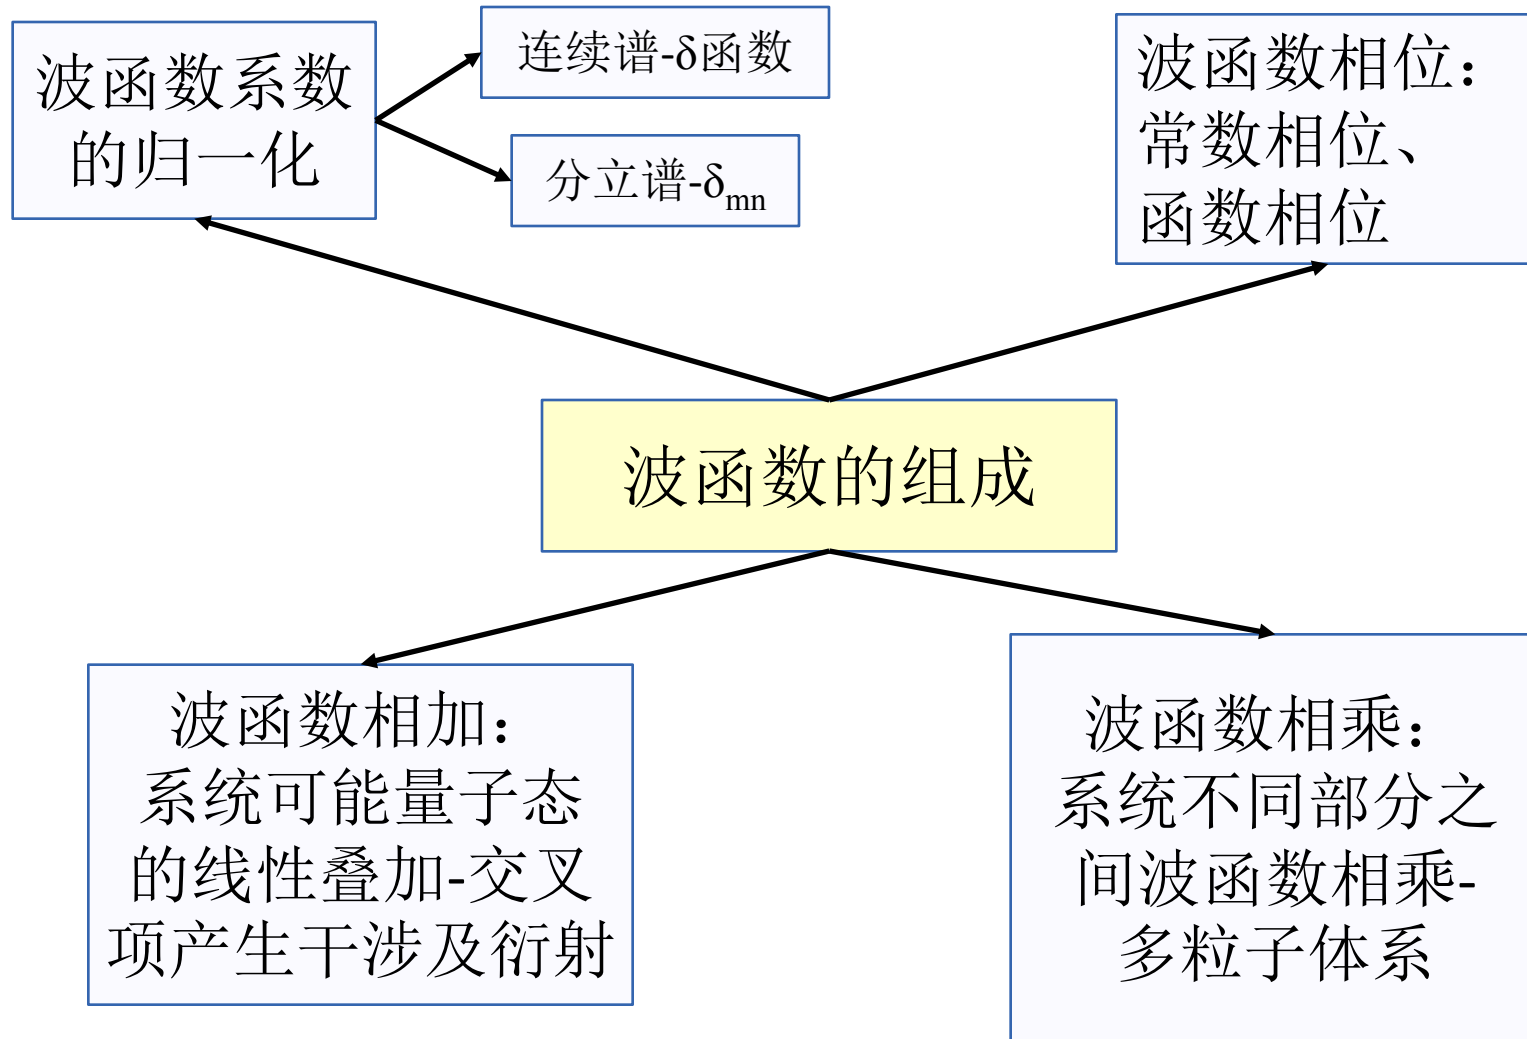 波函数系数
的归一化
连续谱-δ函数
分立谱-δmn
波函数相位：
常数相位、
函数相位
波函数的组成
波函数相加：
系统可能量子态
的线性叠加-交叉
项产生干涉及衍射
波函数相乘：
系统不同部分之
间波函数相乘-
多粒子体系